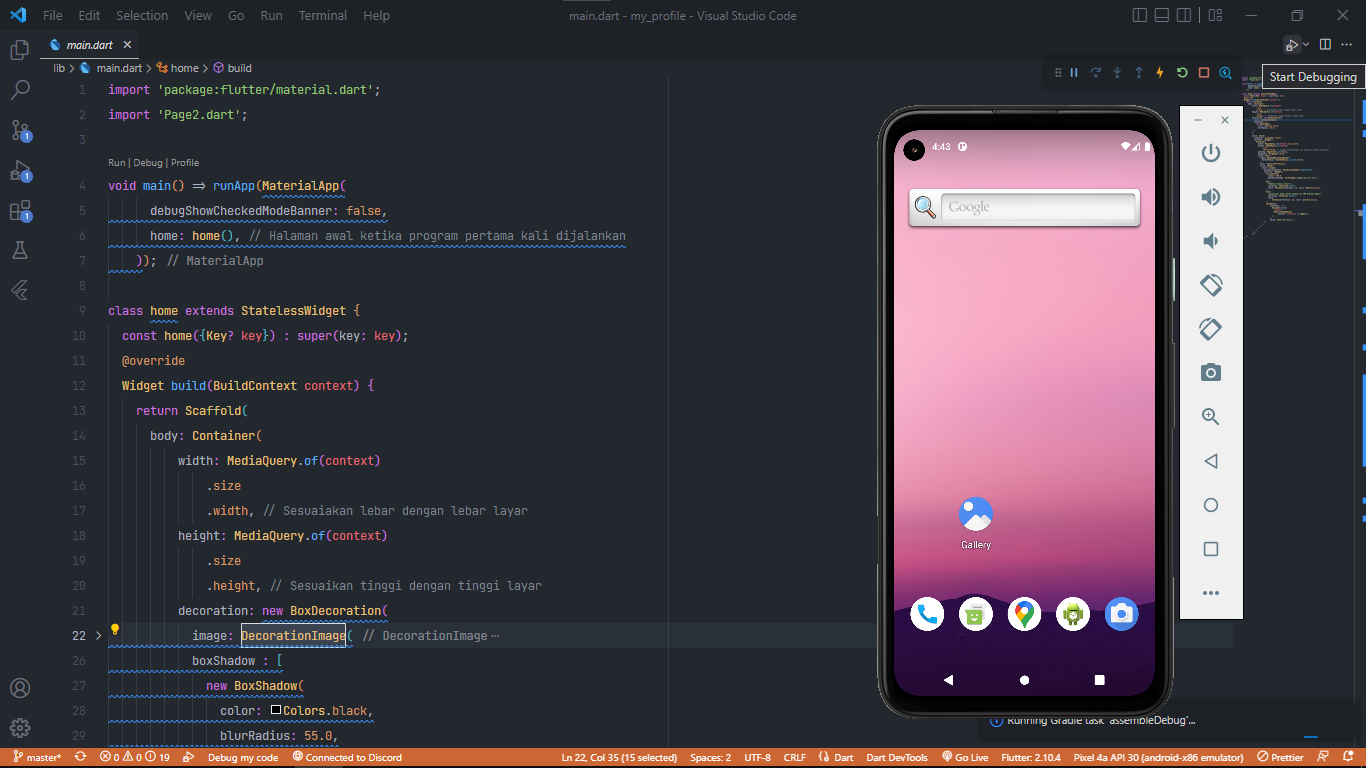 File Edit Selection View Go Run Terminal Help
main.dart - my_profile - Visual Studio Code
main.dart
Start Debugging
lib > main.dart > home > build
1 import 'package:flutter/material.dart';
2 import 'Page2.dart';
3
Run | Debug | Profile
4 void main() => runApp(MaterialApp(
5 debugShowCheckedModeBanner: false,
6 home: home(), // Halaman awal ketika program pertama kali dijalankan
7 )); // MaterialApp
8
9 class home extends StatelessWidget {
10 const home({Key? key}) : super(key: key);
11 @override
12 Widget build(BuildContext context) {
13 return Scaffold(
14 body: Container(
15 width: MediaQuery.of(context)
16 .size
17 .width, // Sesuaiakan lebar dengan lebar layar
18 height: MediaQuery.of(context)
19 .size
20 .height, // Sesuaikan tinggi dengan tinggi layar
21 decoration: new BoxDecoration(
22 image: DecorationImage( // DecorationImage ⋯
26 boxShadow : [
27 new BoxShadow(
28 color: Colors.black,
29 blurRadius: 55.0,
1
1
1
4:43
Google
Gallery
Running Gradle task 'assembleDebug'...
master* 0 0 19 Debug my code Connected to Discord Ln 22, Col 35 (15 selected) Spaces: 2 UTF-8 CRLF Dart Dart DevTools Go Live Flutter: 2.10.4 Pixel 4a API 30 (android-x86 emulator) Prettier